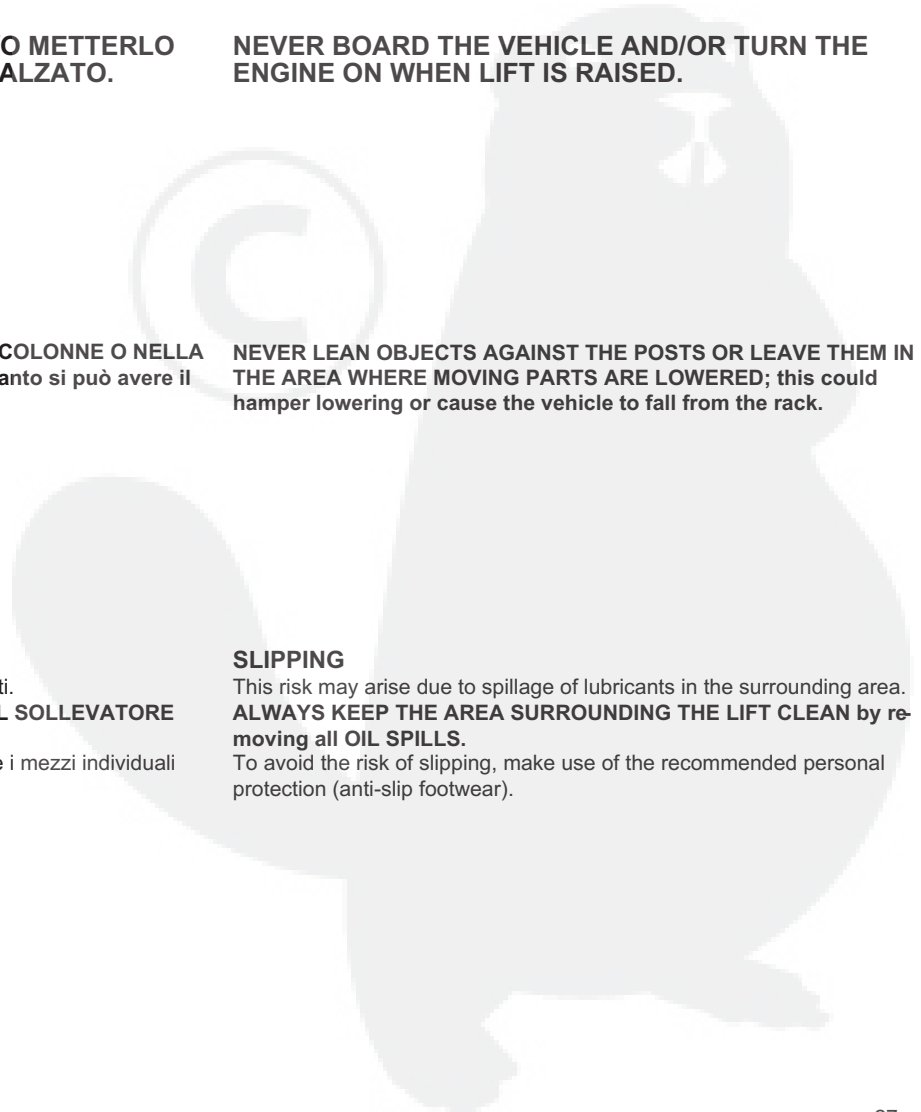 O METTERLO
ALZATO.
COLONNE O NELLA
anto si può avere il
ti.
L SOLLEVATORE
e i mezzi individuali
NEVER BOARD THE VEHICLE AND/OR TURN THE
ENGINE ON WHEN LIFT IS RAISED.
NEVER LEAN OBJECTS AGAINST THE POSTS OR LEAVE THEM IN
THE AREA WHERE MOVING PARTS ARE LOWERED; this could
hamper lowering or cause the vehicle to fall from the rack.
SLIPPING
This risk may arise due to spillage of lubricants in the surrounding area.
ALWAYS KEEP THE AREA SURROUNDING THE LIFT CLEAN by re-
moving all OIL SPILLS.
To avoid the risk of slipping, make use of the recommended personal
protection (anti-slip footwear).
©